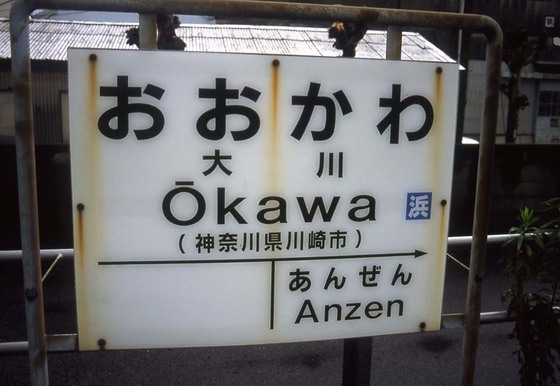 おおかわ
大川
Ōkawa 浜
(神奈川県川崎市)
あんぜん
Anzen